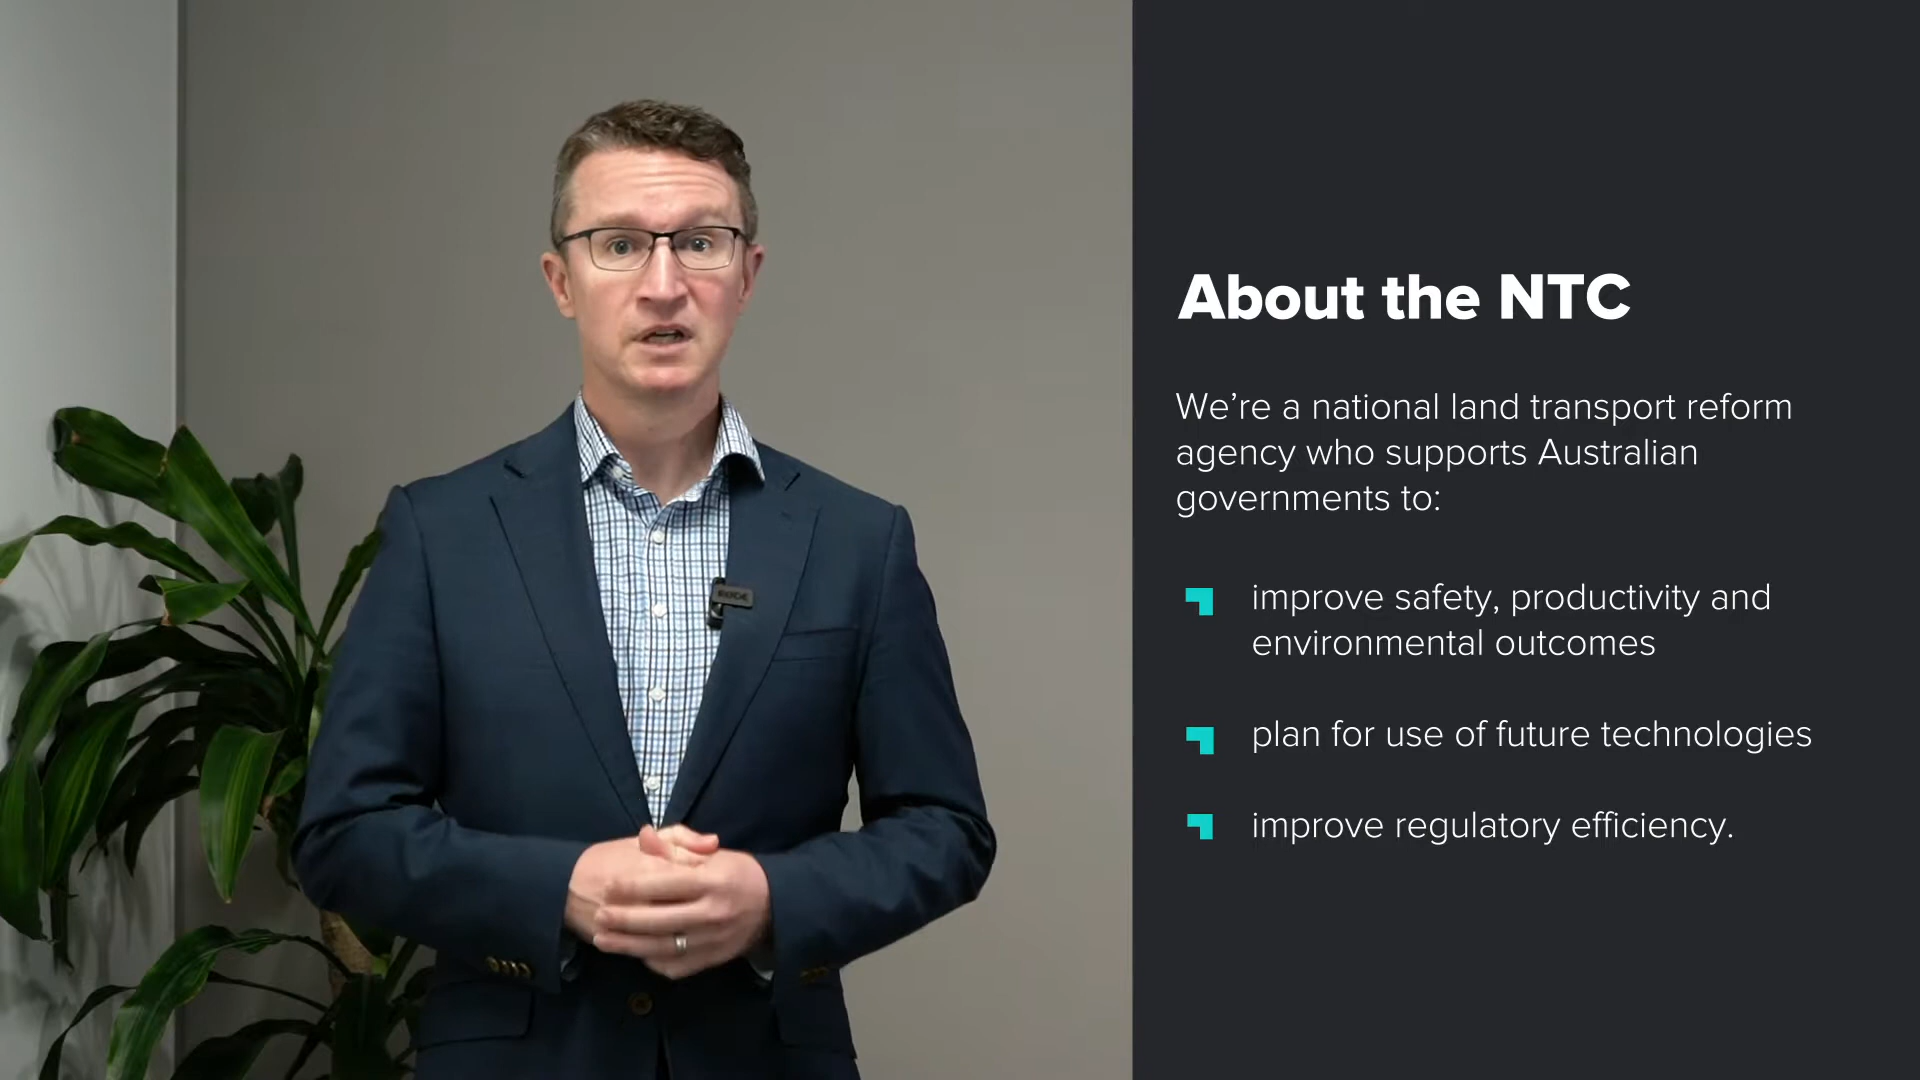 About the NTC
We’re a national land transport reform
agency who supports Australian
governments to:
improve safety, productivity and
environmental outcomes
plan for use of future technologies
improve regulatory efficiency.
RØDE